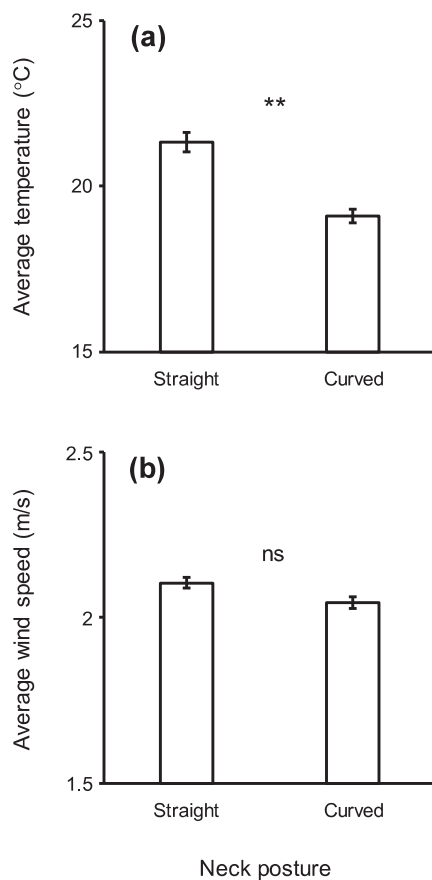 25
(a)
**
Average temperature (°C)
20
15
Straight Curved
2.5
(b)
ns
Average wind speed (m/s)
2
1.5
Straight Curved
Neck posture